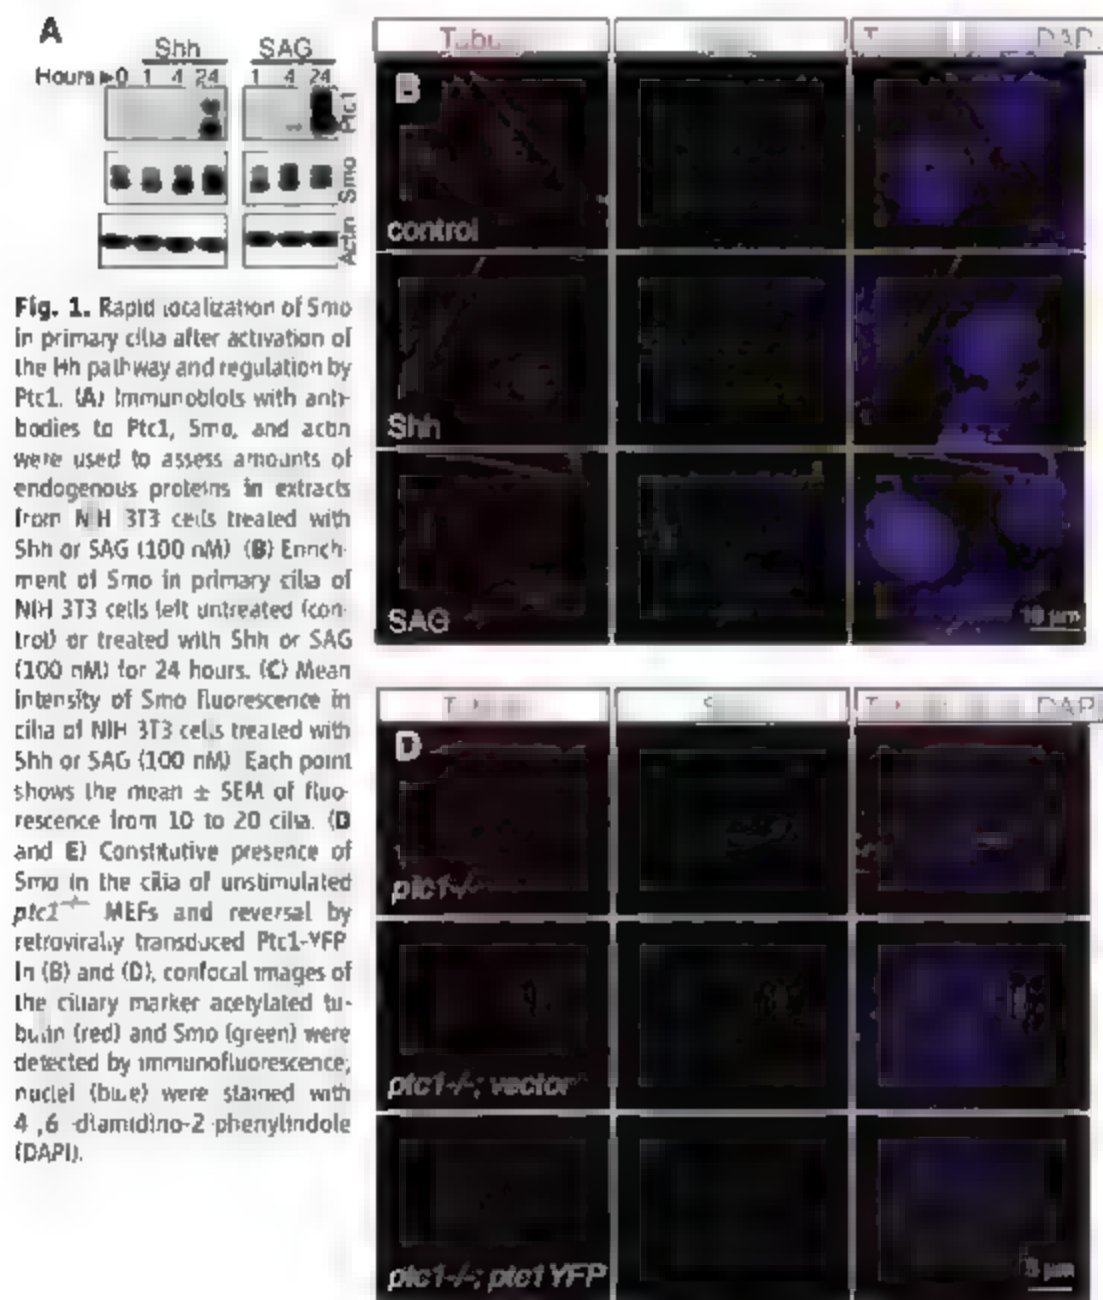 A
Shh SAG
Hours 0 1 4 24 1 4 24
Ptc1
Smo
Actin
Fig. 1. Rapid localization of Smo
in primary cilia after activation of
the Hh pathway and regulation by
Ptc1. (A) Immunoblots with anti-
bodies to Ptc1, Smo, and actin
were used to assess amounts of
endogenous proteins in extracts
from NIH 3T3 cells treated with
Shh or SAG (100 nM) (B) Enrich-
ment of Smo in primary cilia of
NIH 3T3 cells left untreated (con-
trol) or treated with Shh or SAG
(100 nM) for 24 hours. (C) Mean
intensity of Smo fluorescence in
cilia of NIH 3T3 cells treated with
Shh or SAG (100 nM) Each point
shows the mean ± SEM of fluo-
rescence from 10 to 20 cilia. (D
and E) Constitutive presence of
Smo in the cilia of unstimulated
ptc1-/- MEFs and reversal by
retrovirally transduced Ptc1-YFP
In (B) and (D), confocal images of
the ciliary marker acetylated tu-
bulin (red) and Smo (green) were
detected by immunofluorescence;
nuclei (blue) were stained with
4 ,6 -diamidino-2 phenylindole
(DAPI).
B
control
Shh
SAG
10 µm
DAPI
D
ptc1-/-
ptc1-/-; vector
ptc1-/-; ptc1YFP
5 µm